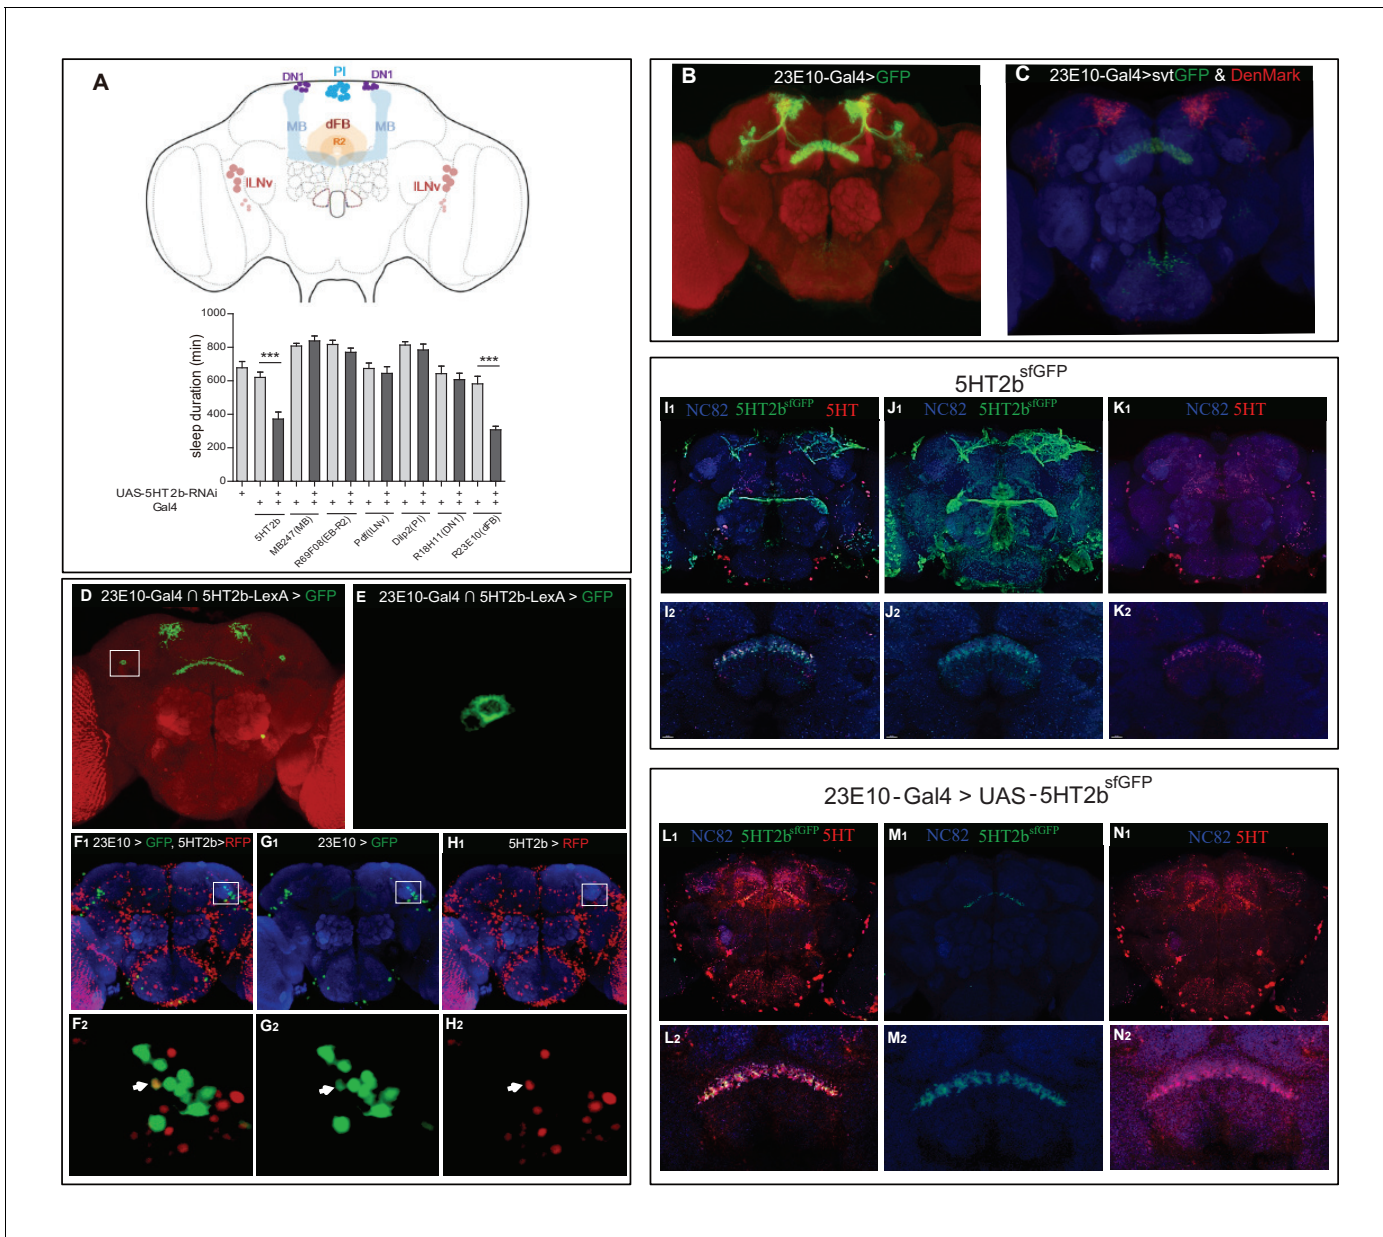 A
DN1
PI
DN1
MB
dFB
MB
R2
lLNv
lLNv
sleep duration (min)
1000
800
600
400
200
0
***
***
UAS-5HT2b-RNAi + + + + + + + +
Gal4 + + + + + + + + + + + + + +
5HT2b
MB247(MB)
R69F08(EB-R2)
Pdf(lLNv)
Dilp2(PI)
R18H11(DN1)
R23E10(dFB)
B 23E10-Gal4>GFP
C 23E10-Gal4>sytGFP & DenMark
D 23E10-Gal4 ∩ 5HT2b-LexA > GFP
E 23E10-Gal4 ∩ 5HT2b-LexA > GFP
F1 23E10 > GFP, 5HT2b>RFP
G1 23E10 > GFP
H1 5HT2b > RFP
F2
G2
H2
5HT2b^sfGFP
I1 NC82 5HT2b^sfGFP 5HT
J1 NC82 5HT2b^sfGFP
K1 NC82 5HT
I2
J2
K2
23E10-Gal4 > UAS-5HT2b^sfGFP
L1 NC82 5HT2b^sfGFP 5HT
M1 NC82 5HT2b^sfGFP
N1 NC82 5HT
L2
M2
N2